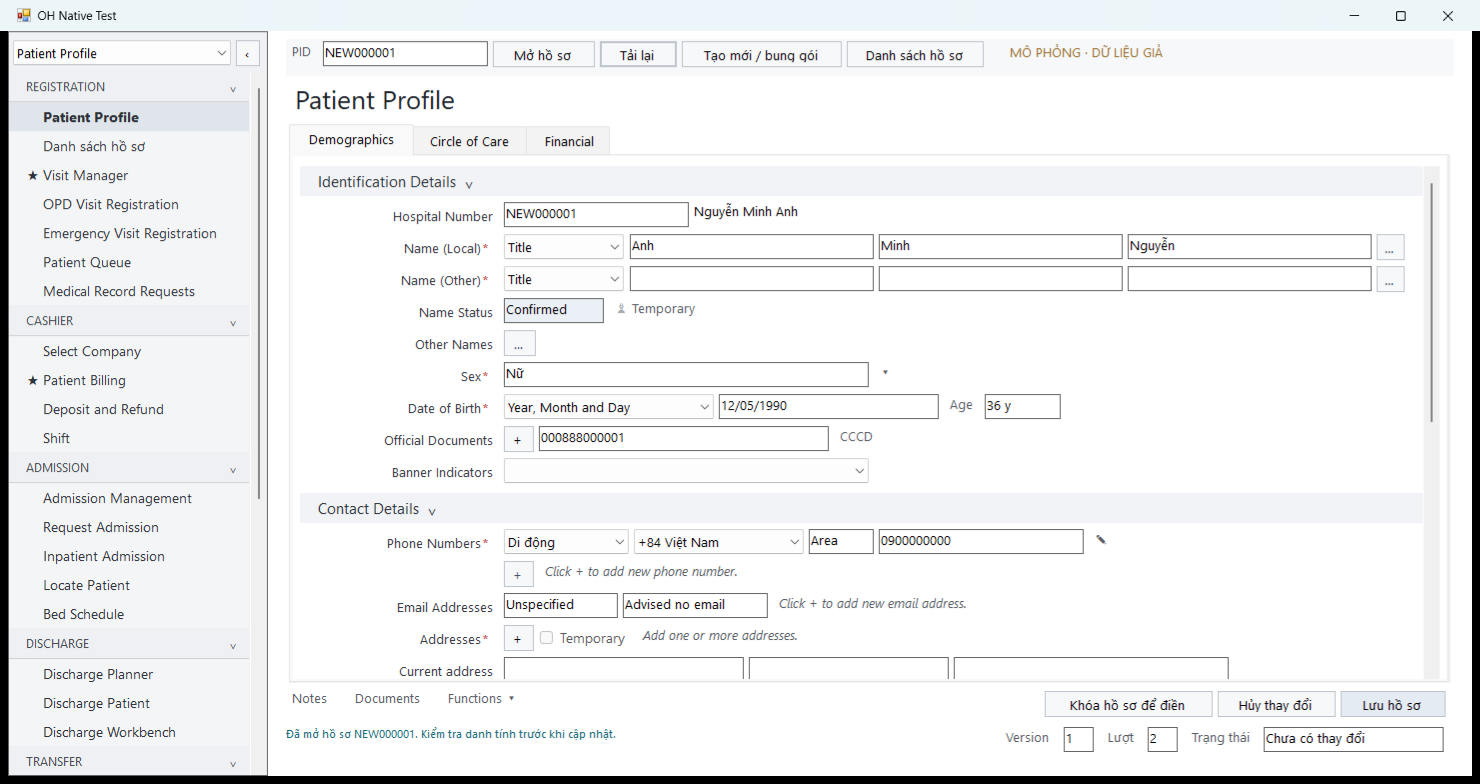 OH Native Test
Patient Profile
REGISTRATION
Patient Profile
Danh sách hồ sơ
★ Visit Manager
OPD Visit Registration
Emergency Visit Registration
Patient Queue
Medical Record Requests
CASHIER
Select Company
★ Patient Billing
Deposit and Refund
Shift
ADMISSION
Admission Management
Request Admission
Inpatient Admission
Locate Patient
Bed Schedule
DISCHARGE
Discharge Planner
Discharge Patient
Discharge Workbench
TRANSFER
PID NEW000001 Mở hồ sơ Tải lại Tạo mới / bung gói Danh sách hồ sơ MÔ PHỎNG · DỮ LIỆU GIẢ
Patient Profile
Demographics Circle of Care Financial
Identification Details
Hospital Number NEW000001 Nguyễn Minh Anh
Name (Local)* Title Anh Minh Nguyễn ...
Name (Other)* Title ...
Name Status Confirmed Temporary
Other Names ...
Sex* Nữ
Date of Birth* Year, Month and Day 12/05/1990 Age 36 y
Official Documents + 000888000001 CCCD
Banner Indicators
Contact Details
Phone Numbers* Di động +84 Việt Nam Area 0900000000
+ Click + to add new phone number.
Email Addresses Unspecified Advised no email Click + to add new email address.
Addresses* + Temporary Add one or more addresses.
Current address
Notes Documents Functions Khóa hồ sơ để điền Hủy thay đổi Lưu hồ sơ
Đã mở hồ sơ NEW000001. Kiểm tra danh tính trước khi cập nhật. Version 1 Lượt 2 Trạng thái Chưa có thay đổi